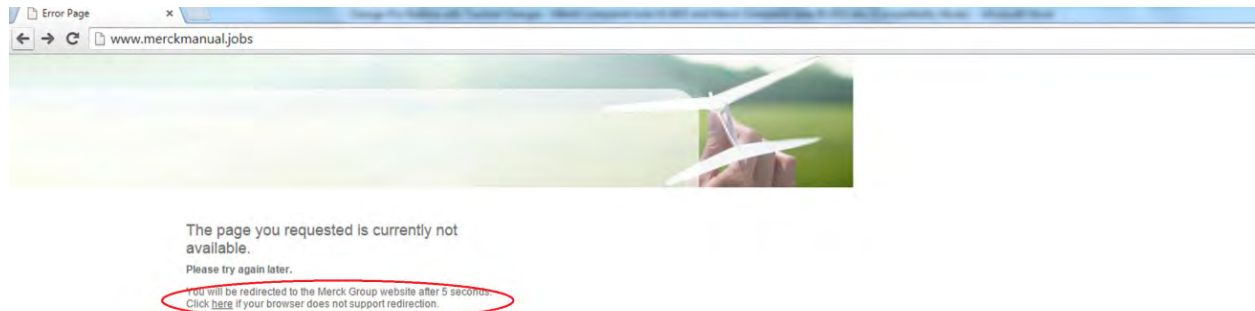 Error Page
www.merckmanual.jobs
The page you requested is currently not
available.
Please try again later.
You will be redirected to the Merck Group website after 5 seconds.
Click here if your browser does not support redirection.